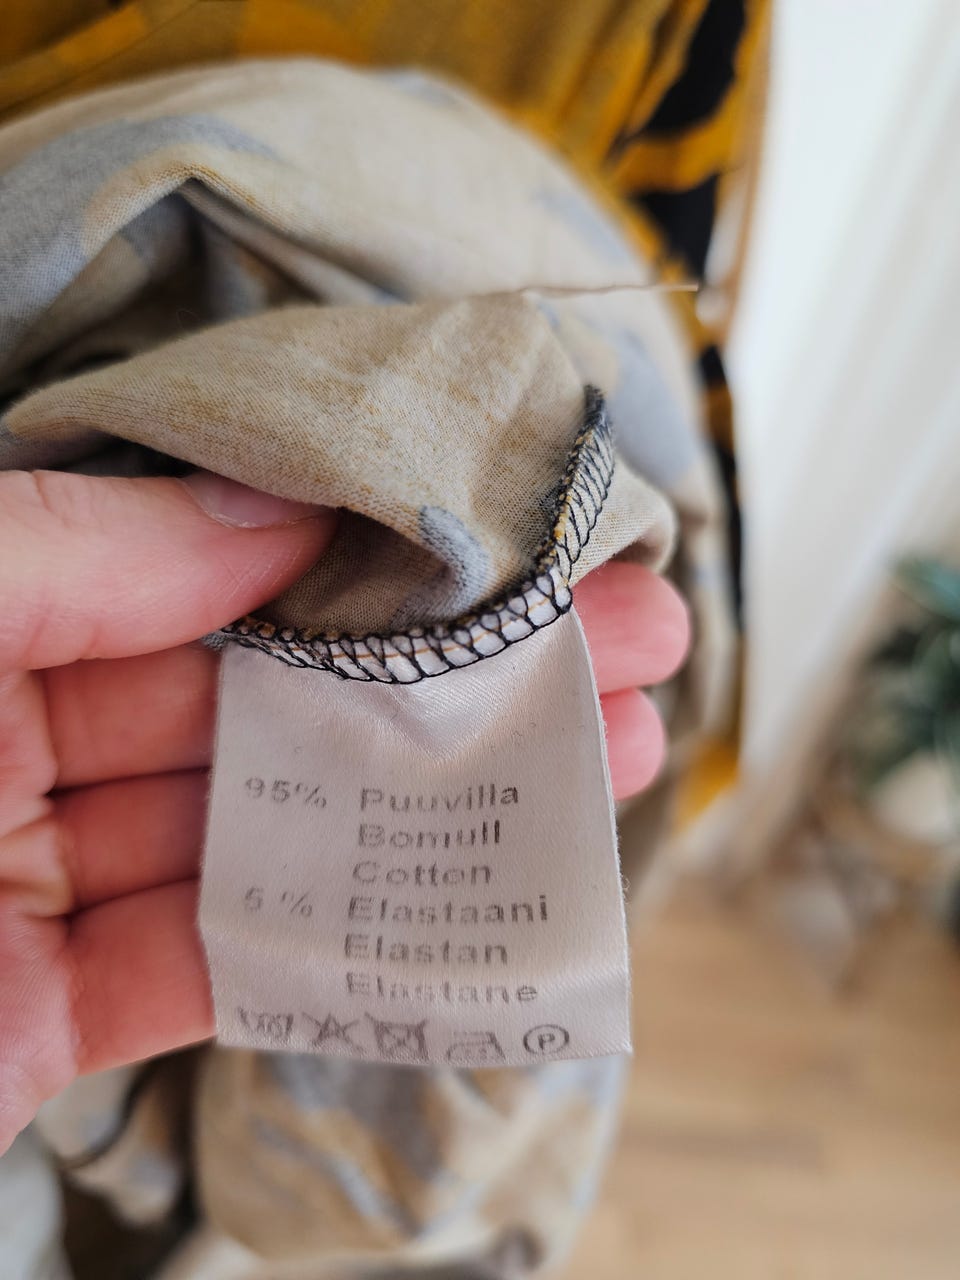 95% Puuvilla
Bomull
Cotton
5 % Elastaani
Elastan
Elastane
P